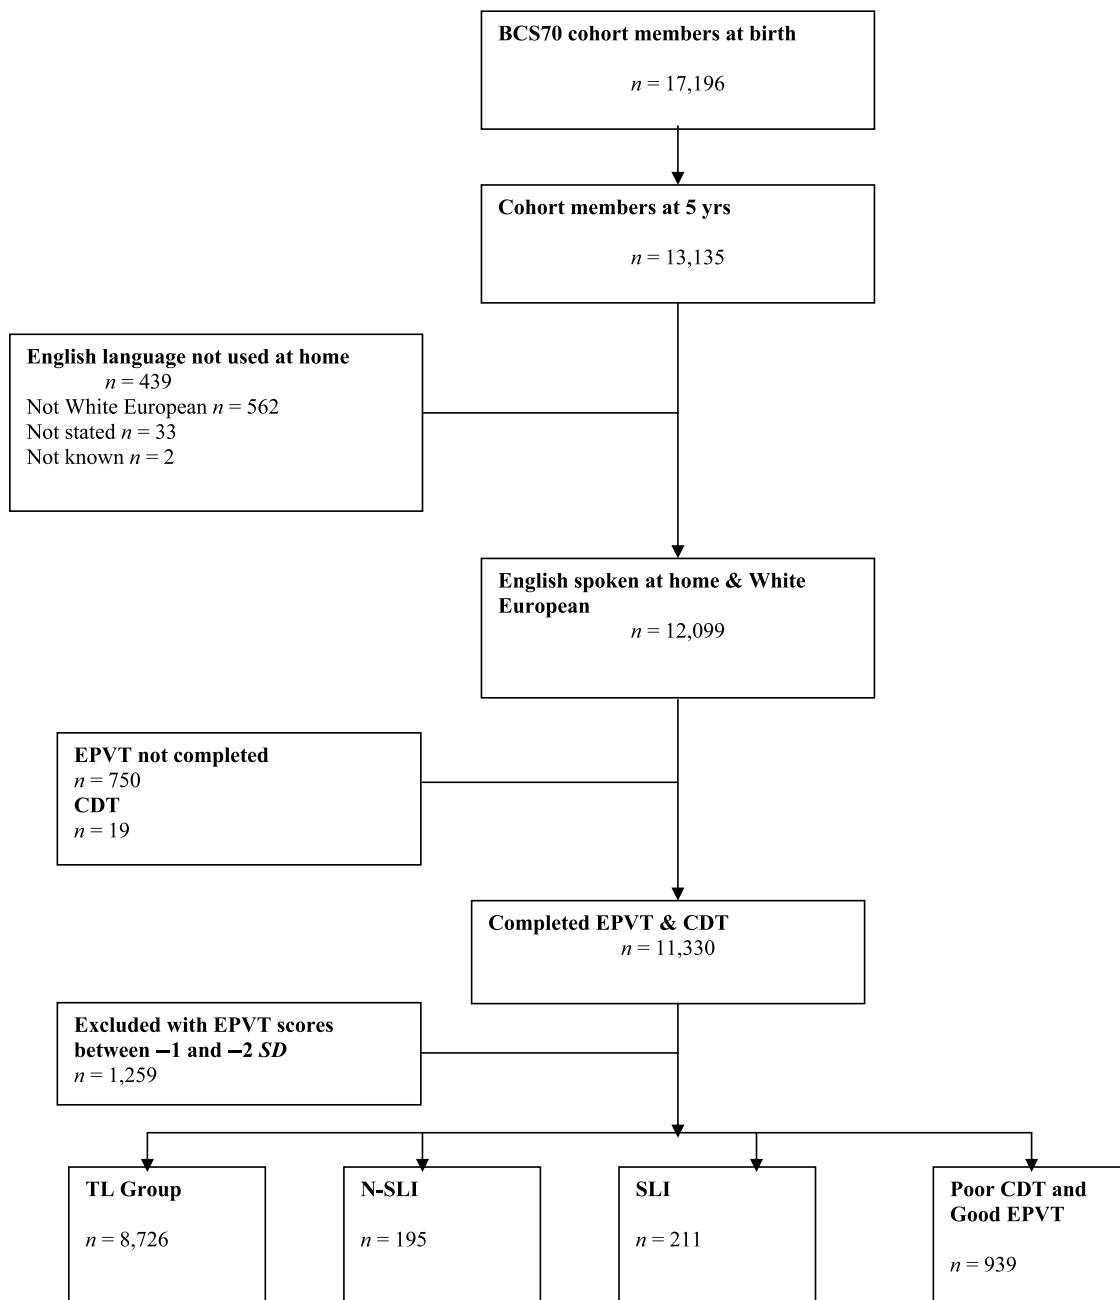 BCS70 cohort members at birth
n = 17,196
Cohort members at 5 yrs
n = 13,135
English language not used at home
n = 439
Not White European n = 562
Not stated n = 33
Not known n = 2
English spoken at home & White
European
n = 12,099
EPVT not completed
n = 750
CDT
n = 19
Completed EPVT & CDT
n = 11,330
Excluded with EPVT scores
between −1 and −2 SD
n = 1,259
TL Group
n = 8,726
N-SLI
n = 195
SLI
n = 211
Poor CDT and
Good EPVT
n = 939